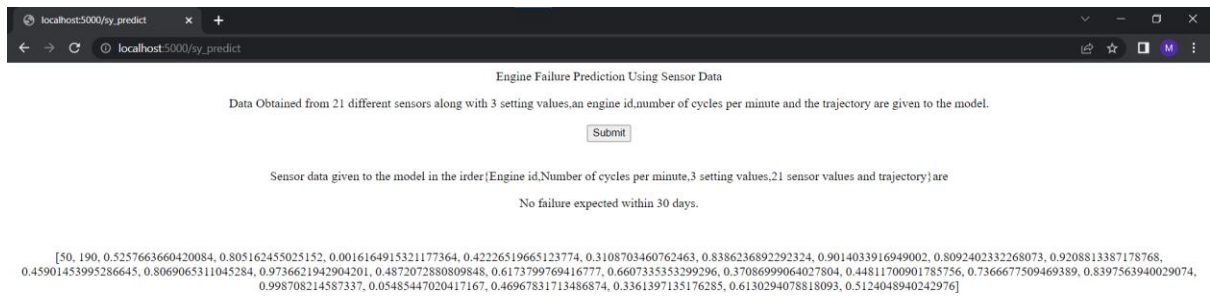 localhost:5000/sy_predict
localhost:5000/sy_predict
M
Engine Failure Prediction Using Sensor Data
Data Obtained from 21 different sensors along with 3 setting values,an engine id,number of cycles per minute and the trajectory are given to the model.
Submit
Sensor data given to the model in the irder{Engine id,Number of cycles per minute,3 setting values,21 sensor values and trajectory}are
No failure expected within 30 days.
[50, 190, 0.5257663660420084, 0.805162455025152, 0.0016164915321177364, 0.42226519665123774, 0.3108703460762463, 0.8386236892292324, 0.9014033916949002, 0.8092402332268073, 0.9208813387178768,
0.45901453995286645, 0.8069065311045284, 0.9736621942904201, 0.4872072880809848, 0.6173799769416777, 0.6607335353299296, 0.37086999064027804, 0.44811700901785756, 0.7366677509469389, 0.8397563940029074,
0.998708214587337, 0.05485447020417167, 0.46967831713486874, 0.3361397135176285, 0.6130294078818093, 0.5124048940242976]